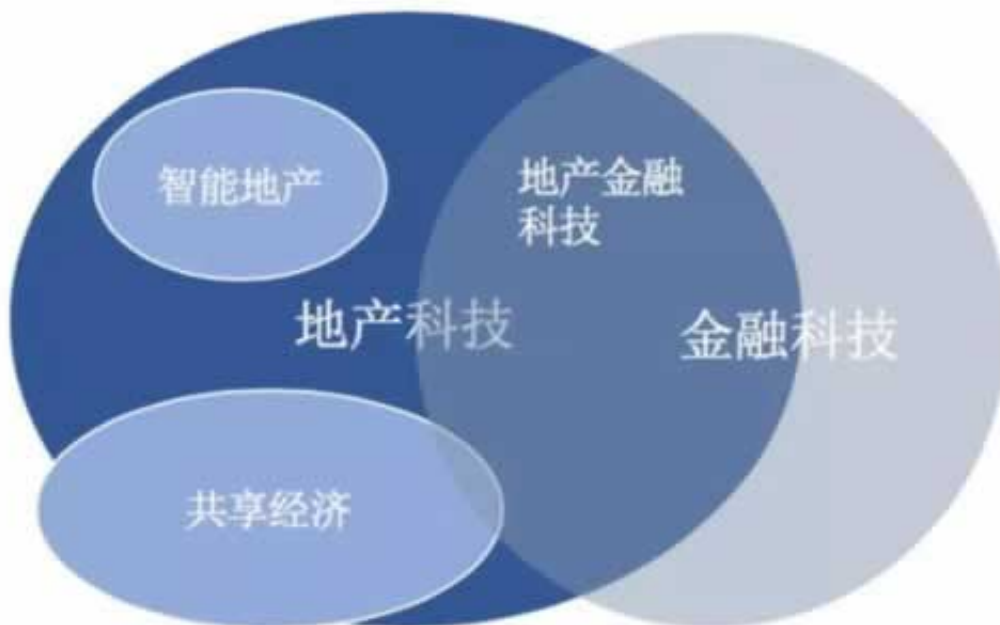 智能地产
地产金融
科技
地产科技
金融科技
共享经济